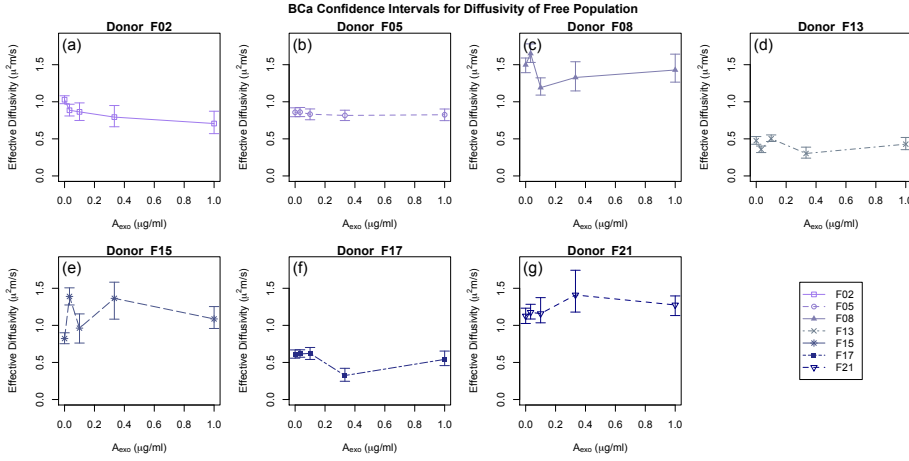 BCa Confidence Intervals for Diffusivity of Free Population
Donor F02
(a)
Effective Diffusivity (μ²m/s)
0.0 0.5 1.0 1.5
0.0 0.2 0.4 0.6 0.8 1.0
A_exo (μg/ml)
Donor F05
(b)
Effective Diffusivity (μ²m/s)
0.0 0.5 1.0 1.5
0.0 0.2 0.4 0.6 0.8 1.0
A_exo (μg/ml)
Donor F08
(c)
Effective Diffusivity (μ²m/s)
0.0 0.5 1.0 1.5
0.0 0.2 0.4 0.6 0.8 1.0
A_exo (μg/ml)
Donor F13
(d)
Effective Diffusivity (μ²m/s)
0.0 0.5 1.0 1.5
0.0 0.2 0.4 0.6 0.8 1.0
A_exo (μg/ml)
Donor F15
(e)
Effective Diffusivity (μ²m/s)
0.0 0.5 1.0 1.5
0.0 0.2 0.4 0.6 0.8 1.0
A_exo (μg/ml)
Donor F17
(f)
Effective Diffusivity (μ²m/s)
0.0 0.5 1.0 1.5
0.0 0.2 0.4 0.6 0.8 1.0
A_exo (μg/ml)
Donor F21
(g)
Effective Diffusivity (μ²m/s)
0.0 0.5 1.0 1.5
0.0 0.2 0.4 0.6 0.8 1.0
A_exo (μg/ml)
F02
F05
F08
F13
F15
F17
F21